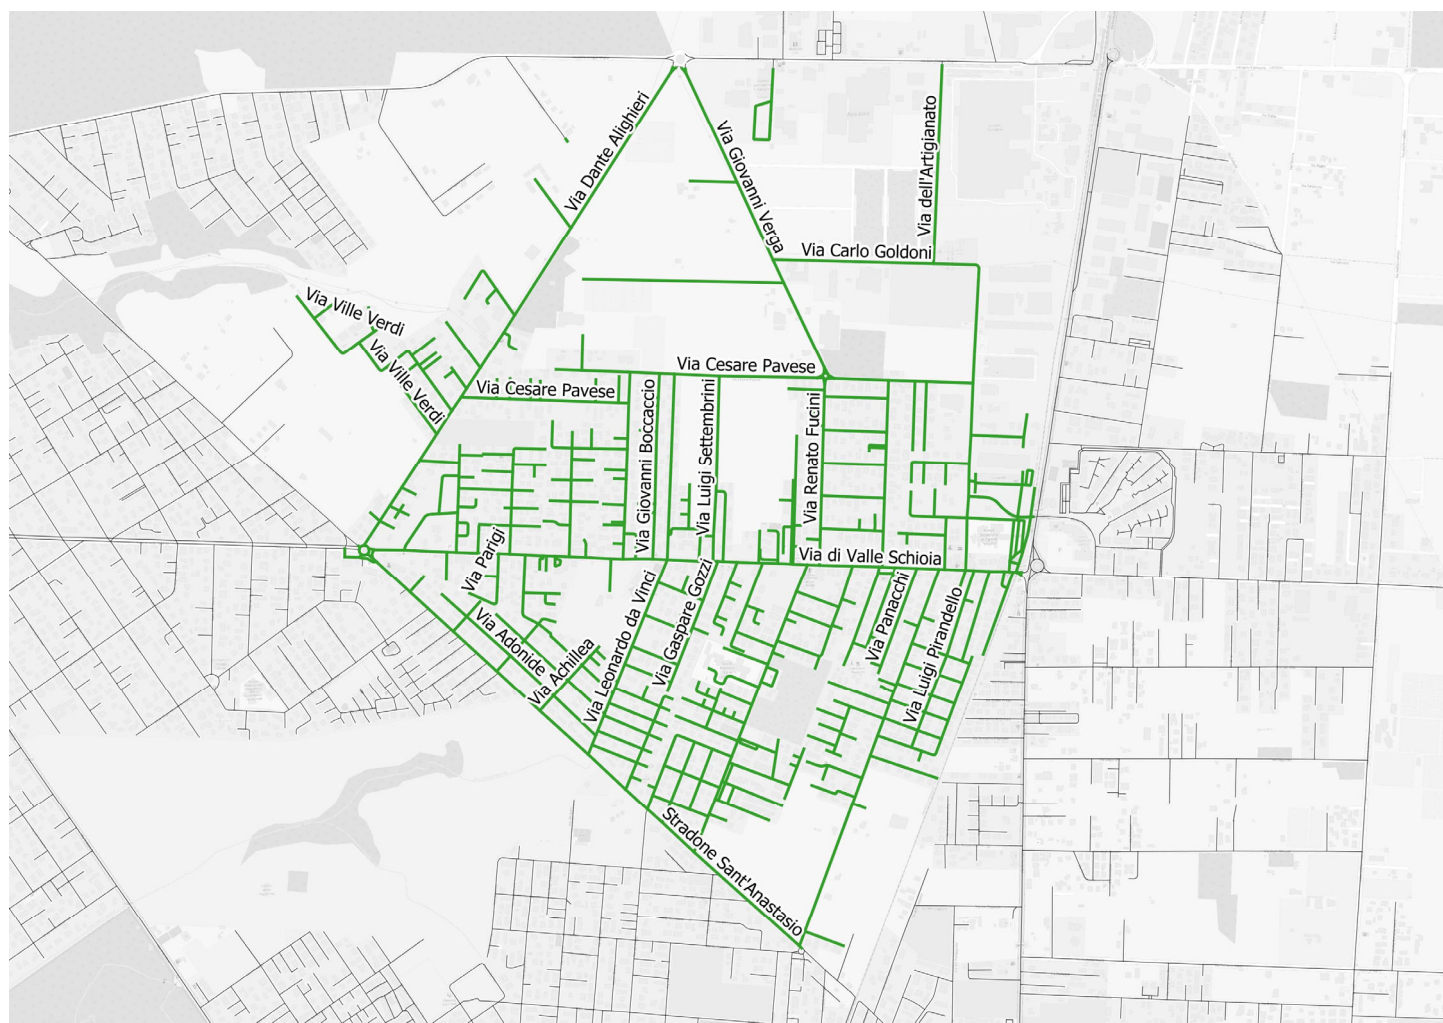 Via Dante Alighieri
Via Giovanni Verga
Via dell'Artigianato
Via Carlo Goldoni
Via Ville Verdi
Via Ville Verdi
Via Cesare Pavese
Via Cesare Pavese
Via Giovanni Boccaccio
Via Luigi Settembrini
Via Renato Fucini
Via Parigi
Via di Valle Schioia
Via Adonide
Via Achillea
Via Leonardo da Vinci
Via Gaspare Gozzi
Via Panacchi
Via Luigi Pirandello
Stradone Sant'Anastasio